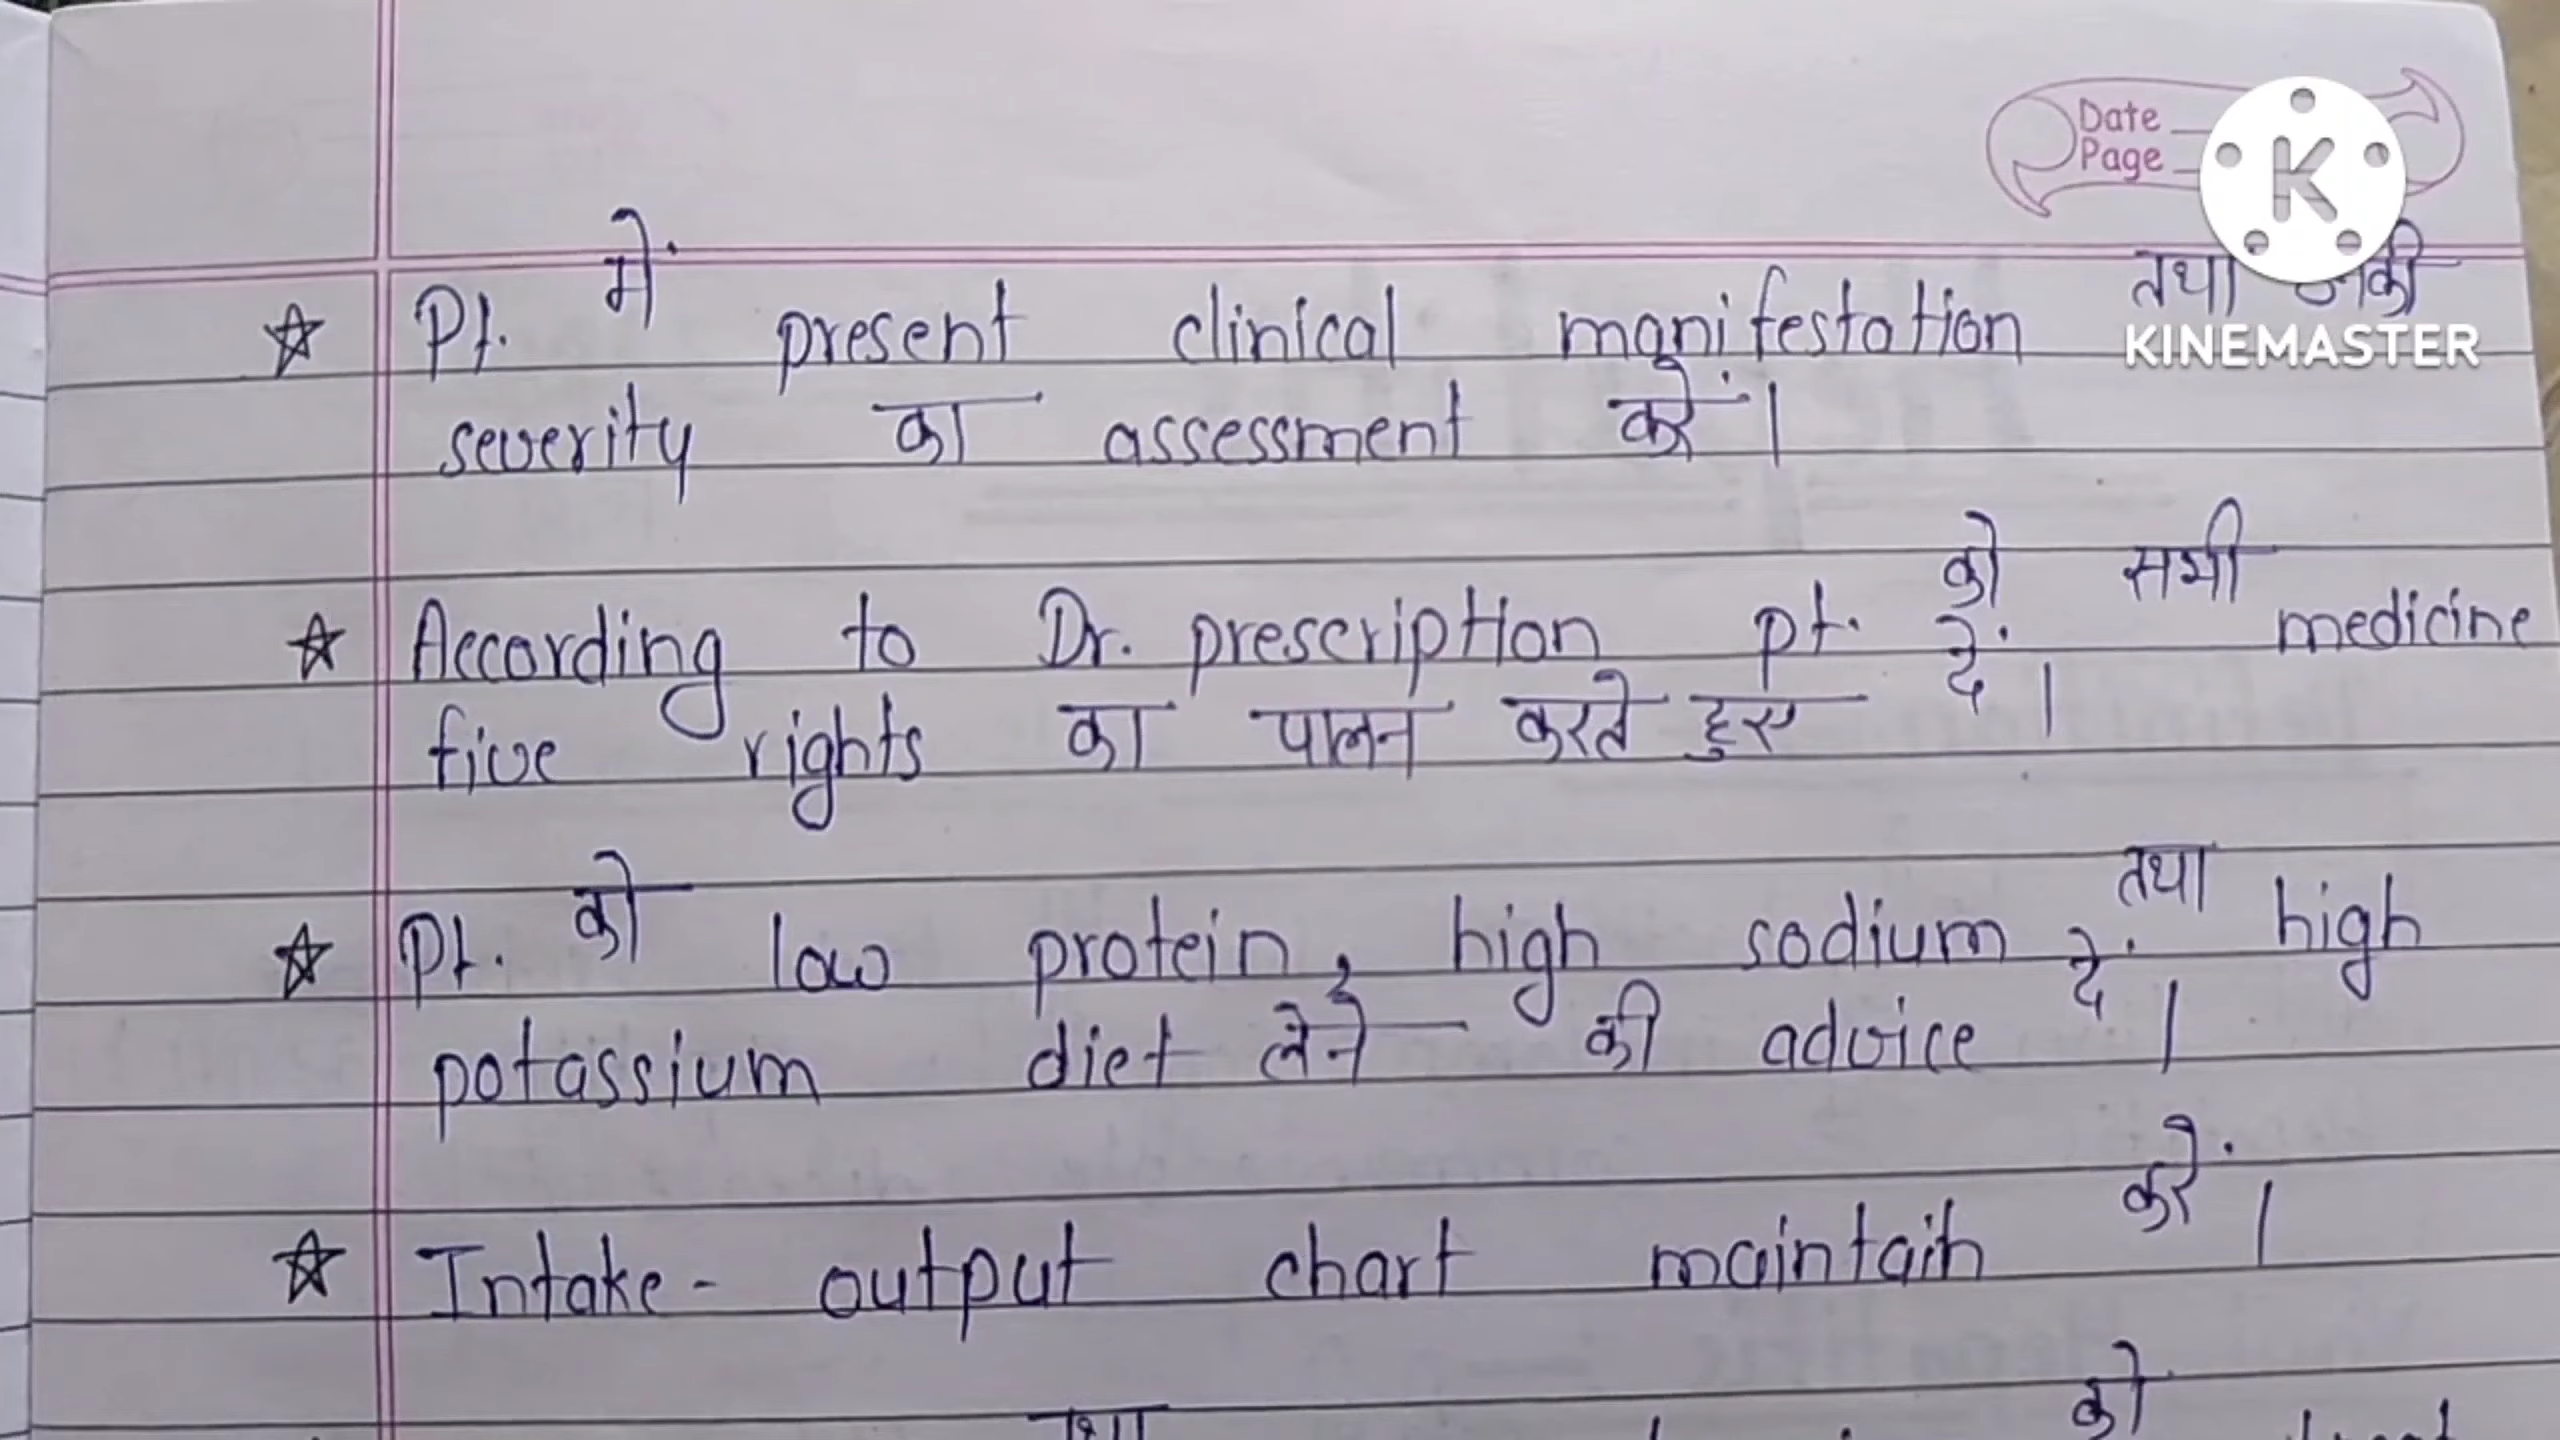 Date
Page
K
KINEMASTER
☆ Pt. में present clinical manifestation तथा
severity का assessment करें।
☆ According to Dr. prescription pt. को सभी medicine
five rights का पालन करते हुए दें।
☆ Pt. को low protein, high sodium तथा high
potassium diet लेने की advice दें।
☆ Intake- output chart maintain करें।
तथा को